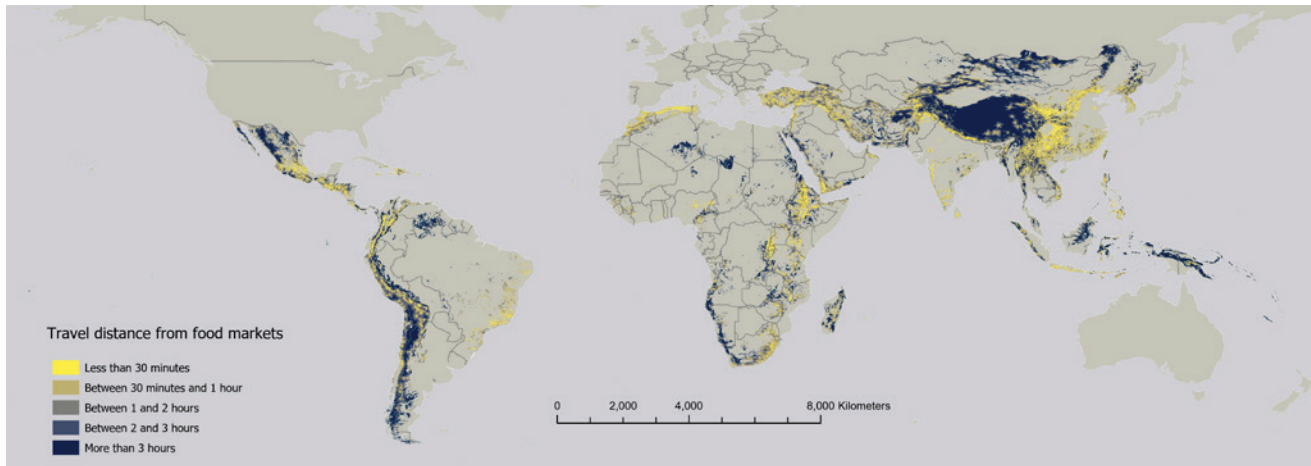 Travel distance from food markets
Less than 30 minutes
Between 30 minutes and 1 hour
Between 1 and 2 hours
Between 2 and 3 hours
More than 3 hours
0 2,000 4,000 8,000 Kilometers